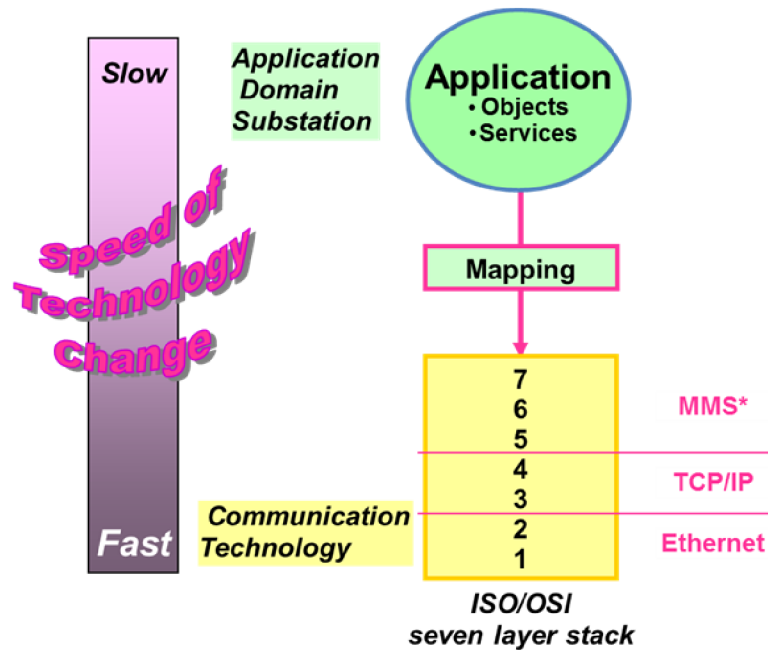 Slow
Application
Domain
Substation
Application
• Objects
• Services
Speed of
Technology
Change
Mapping
7
6
5
4
3
2
1
MMS*
TCP/IP
Ethernet
Communication
Technology
Fast
ISO/OSI
seven layer stack